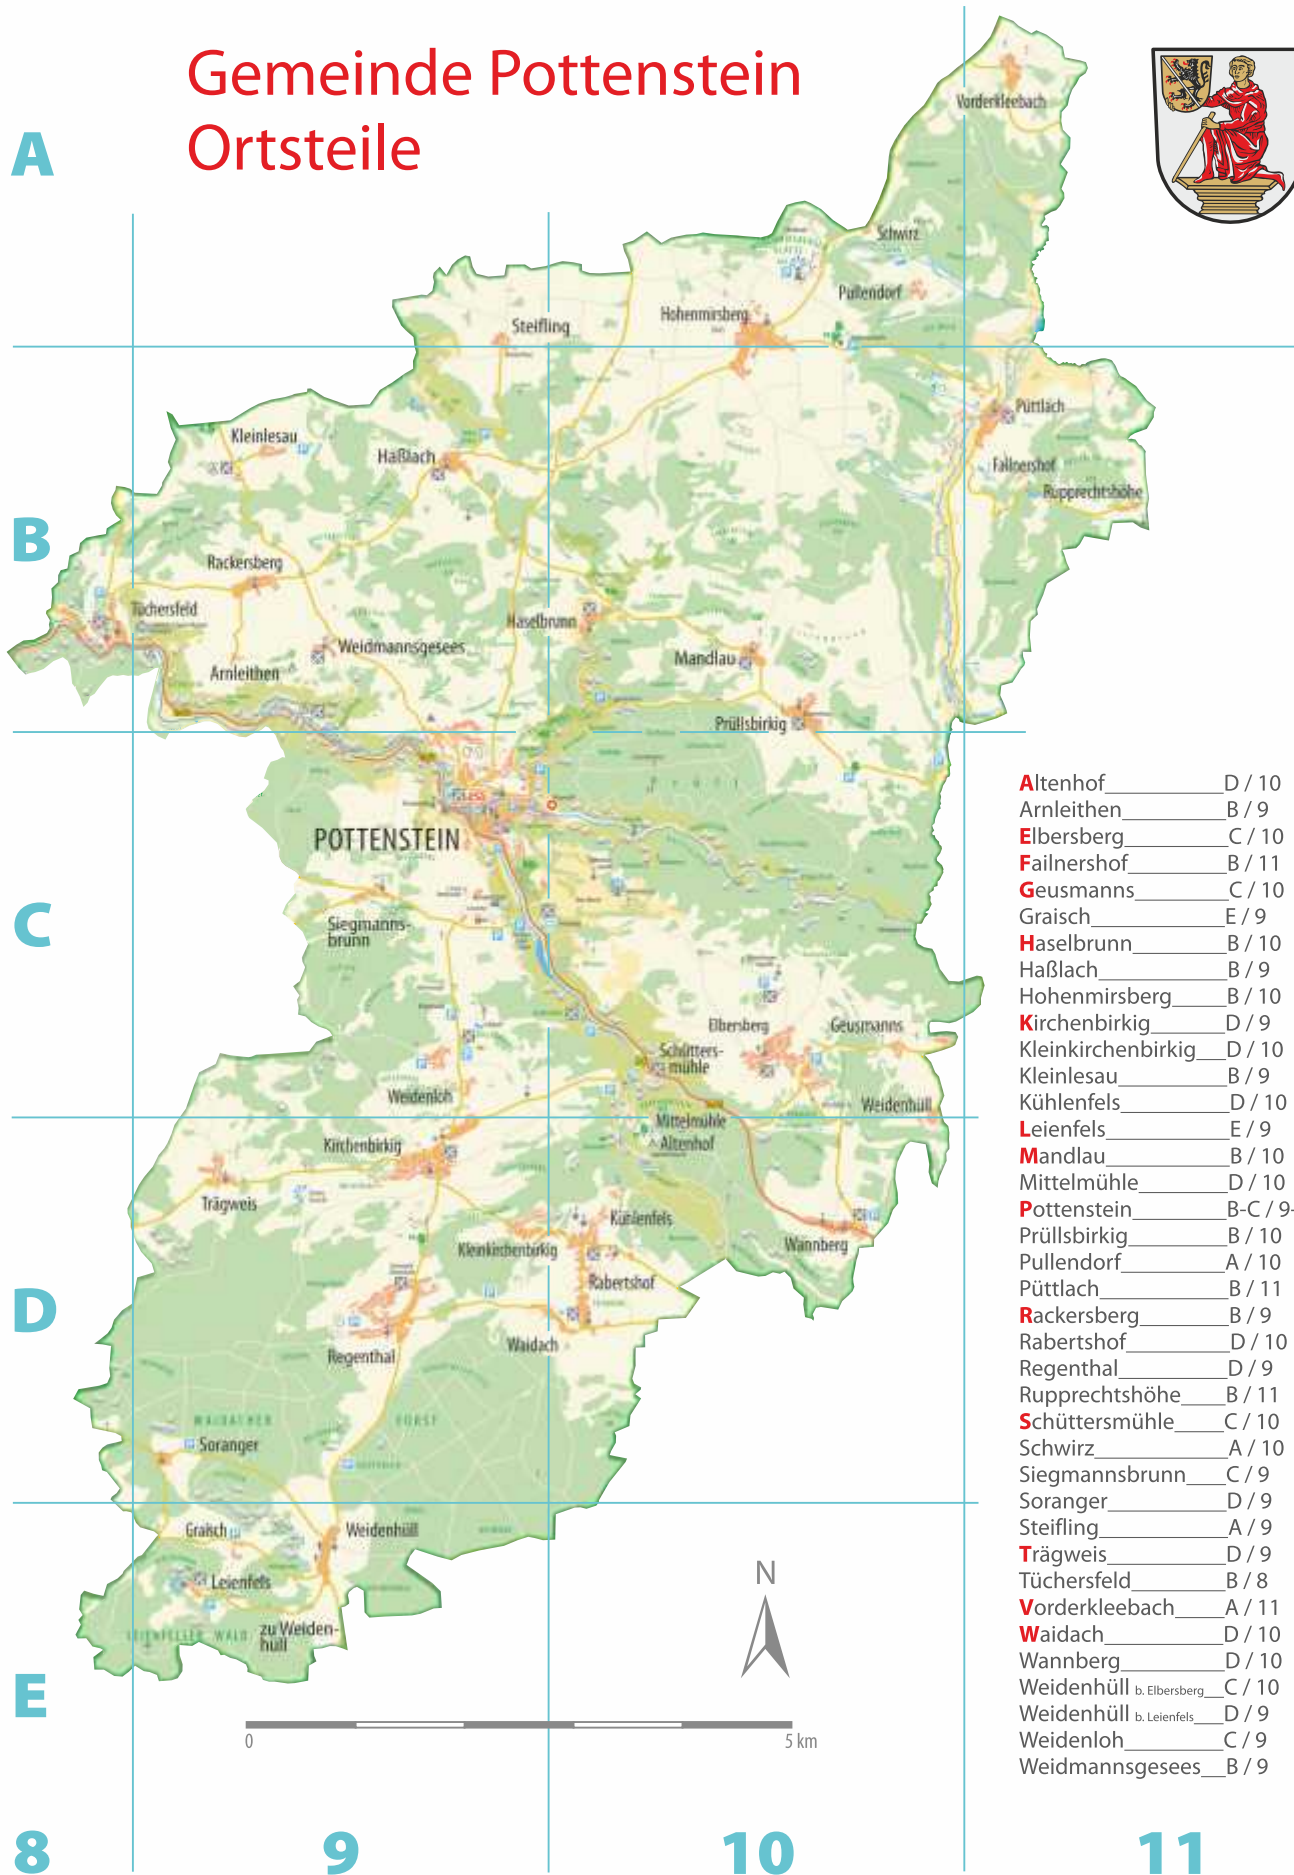 Gemeinde Pottenstein
Ortsteile
A
Vorderkleebach
Schwirz
Pullendorf
Hohenmirsberg
Steifling
Püttlach
Kleinlesau
Haßlach
Failnershof
Rupprechtshöhe
B
Rackersberg
Tüchersfeld
Haselbrunn
Weidmannsgesees
Mandlau
Arnleithen
Prüllsbirkig
POTTENSTEIN
C
Siegmanns-
brunn
Elbersberg
Geusmanns
Schütters-
mühle
Weidenloh
Weidenhüll
Mittelmühle
Kirchenbirkig
Altenhof
Trägweis
Kühlenfels
Kleinkirchenbirkig
Wannberg
Rabertshof
D
Waidach
Regenthal
WAIDACHER FORST
Soranger
Graisch
Weidenhüll
Leienfels
LEIENFELSER WALD
zu Weiden-
hüll
E
N
0
5 km
8
9
10
11
Altenhof D / 10
Arnleithen B / 9
Elbersberg C / 10
Failnershof B / 11
Geusmanns C / 10
Graisch E / 9
Haselbrunn B / 10
Haßlach B / 9
Hohenmirsberg B / 10
Kirchenbirkig D / 9
Kleinkirchenbirkig D / 10
Kleinlesau B / 9
Kühlenfels D / 10
Leienfels E / 9
Mandlau B / 10
Mittelmühle D / 10
Pottenstein B-C / 9-
Prüllsbirkig B / 10
Pullendorf A / 10
Püttlach B / 11
Rackersberg B / 9
Rabertshof D / 10
Regenthal D / 9
Rupprechtshöhe B / 11
Schüttersmühle C / 10
Schwirz A / 10
Siegmannsbrunn C / 9
Soranger D / 9
Steifling A / 9
Trägweis D / 9
Tüchersfeld B / 8
Vorderkleebach A / 11
Waidach D / 10
Wannberg D / 10
Weidenhüll b. Elbersberg C / 10
Weidenhüll b. Leienfels D / 9
Weidenloh C / 9
Weidmannsgesees B / 9